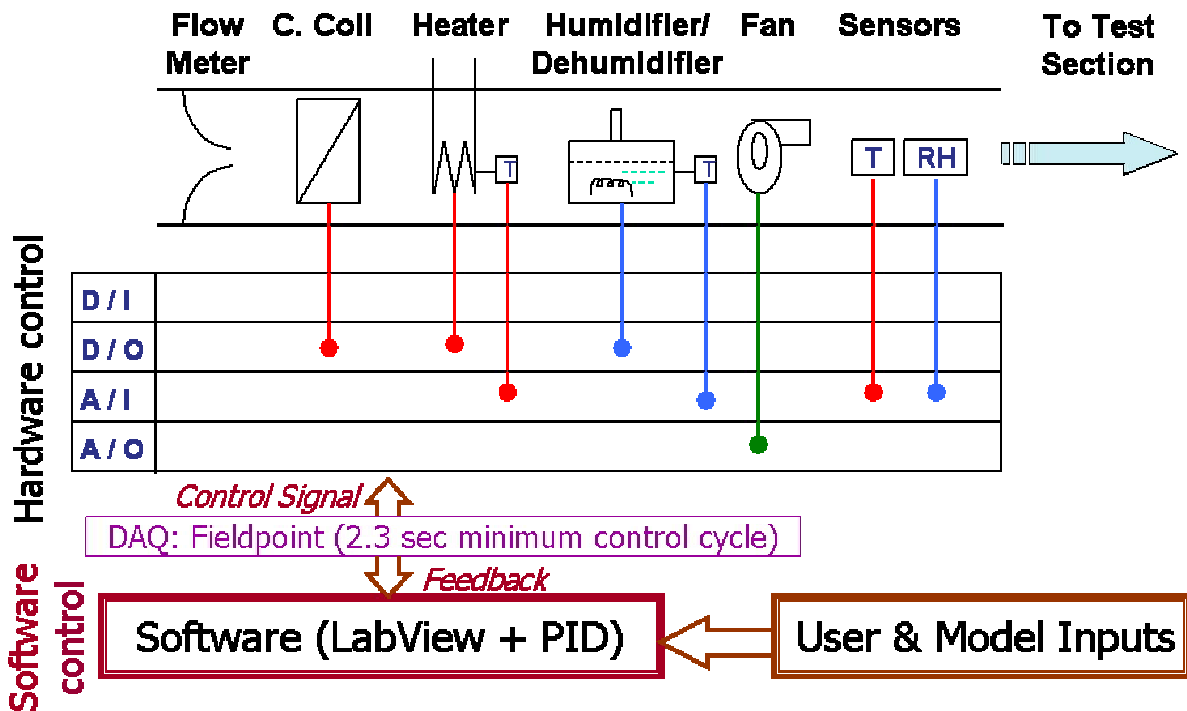 Flow Meter
C. Coil
Heater
Humidifier/
Dehumidifier
Fan
Sensors
To Test
Section
T
T
T
RH
Hardware control
D / I
D / O
A / I
A / O
Control Signal
DAQ: Fieldpoint (2.3 sec minimum control cycle)
Feedback
Software control
Software (LabView + PID)
User & Model Inputs